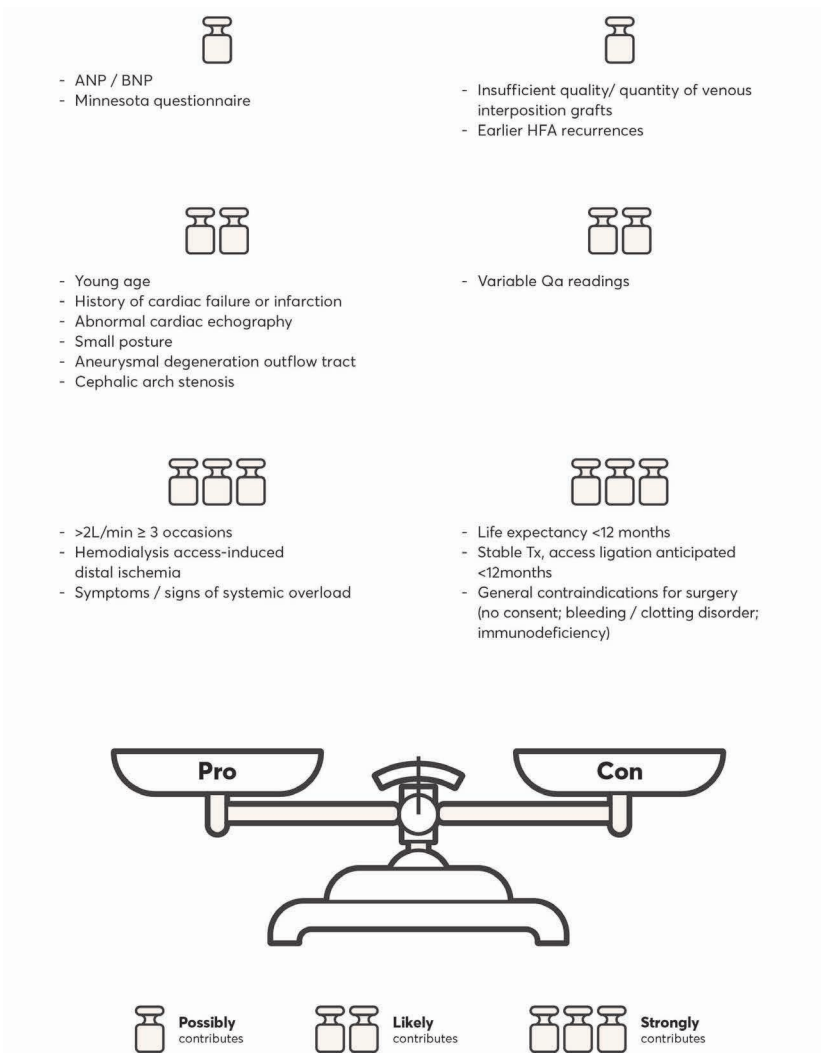 - ANP / BNP
- Minnesota questionnaire
- Insufficient quality/ quantity of venous
interposition grafts
- Earlier HFA recurrences
- Young age
- History of cardiac failure or infarction
- Abnormal cardiac echography
- Small posture
- Aneurysmal degeneration outflow tract
- Cephalic arch stenosis
- Variable Qa readings
- >2L/min ≥ 3 occasions
- Hemodialysis access-induced
distal ischemia
- Symptoms / signs of systemic overload
- Life expectancy <12 months
- Stable Tx, access ligation anticipated
<12months
- General contraindications for surgery
(no consent; bleeding / clotting disorder;
immunodeficiency)
Pro
Con
Possibly
contributes
Likely
contributes
Strongly
contributes